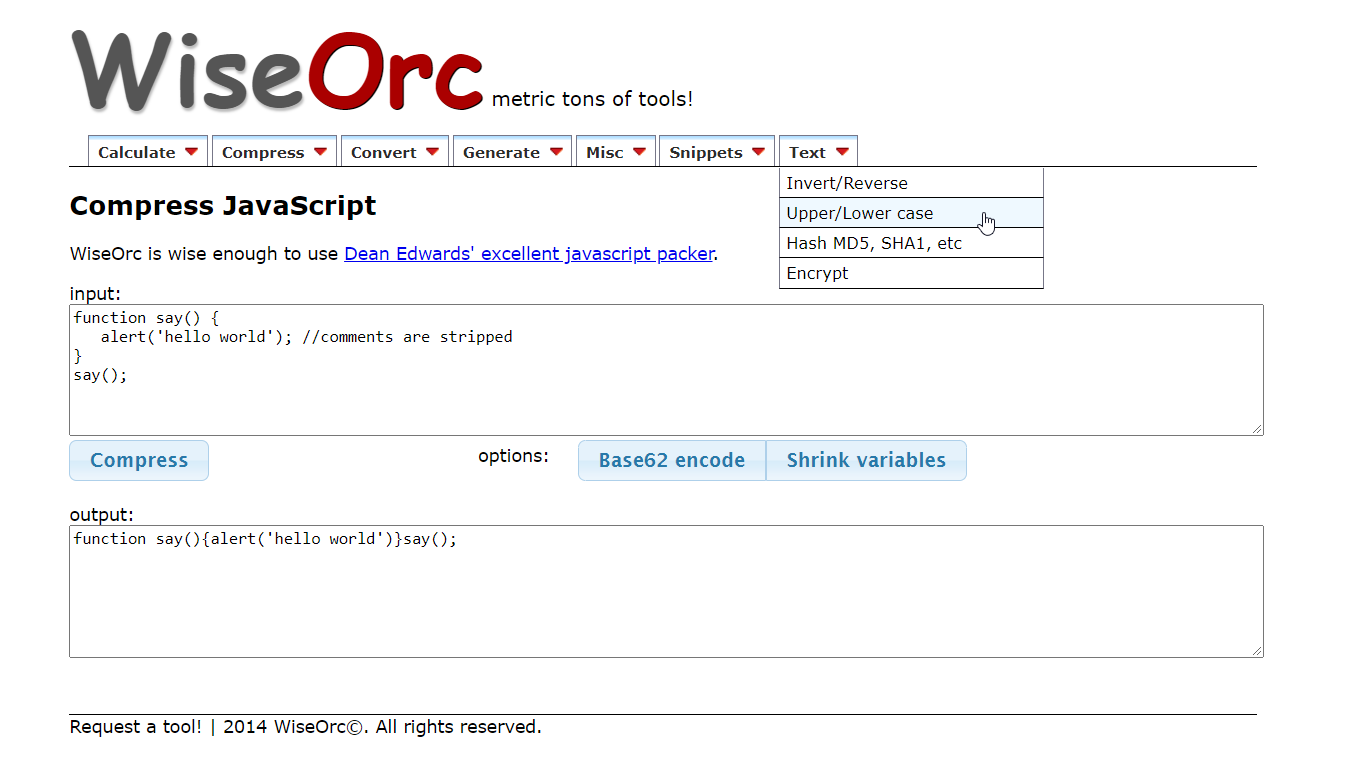 WiseOrc metric tons of tools!
Calculate Compress Convert Generate Misc Snippets Text
Invert/Reverse
Upper/Lower case
Hash MD5, SHA1, etc
Encrypt
Compress JavaScript
WiseOrc is wise enough to use Dean Edwards' excellent javascript packer.
input:
function say() {
   alert('hello world'); //comments are stripped
}
say();
Compress options: Base62 encode Shrink variables
output:
function say(){alert('hello world')}say();
Request a tool! | 2014 WiseOrc©. All rights reserved.